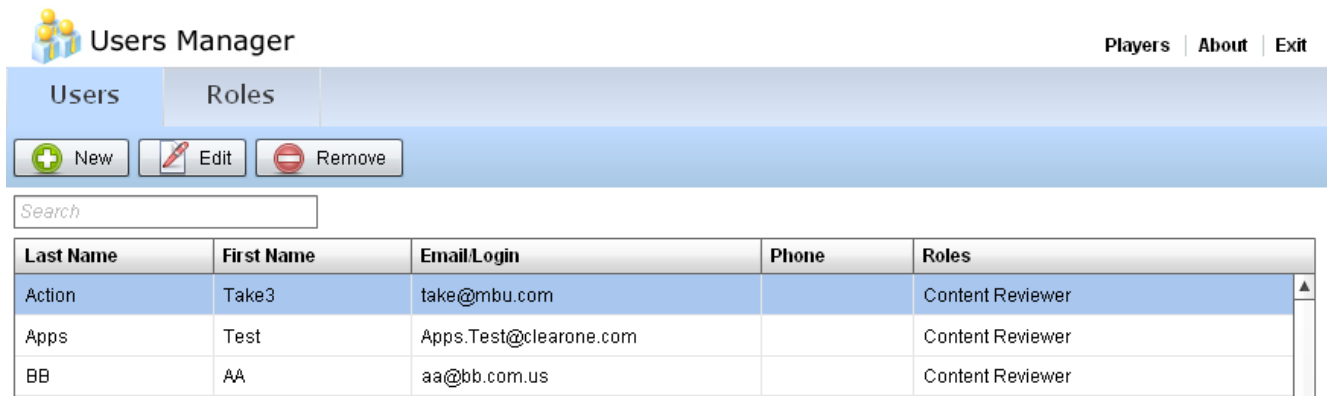 Users Manager
Players About Exit
Users Roles
New Edit Remove
Search
Last Name First Name Email/Login Phone Roles
Action Take3 take@mbu.com Content Reviewer
Apps Test Apps.Test@clearone.com Content Reviewer
BB AA aa@bb.com.us Content Reviewer